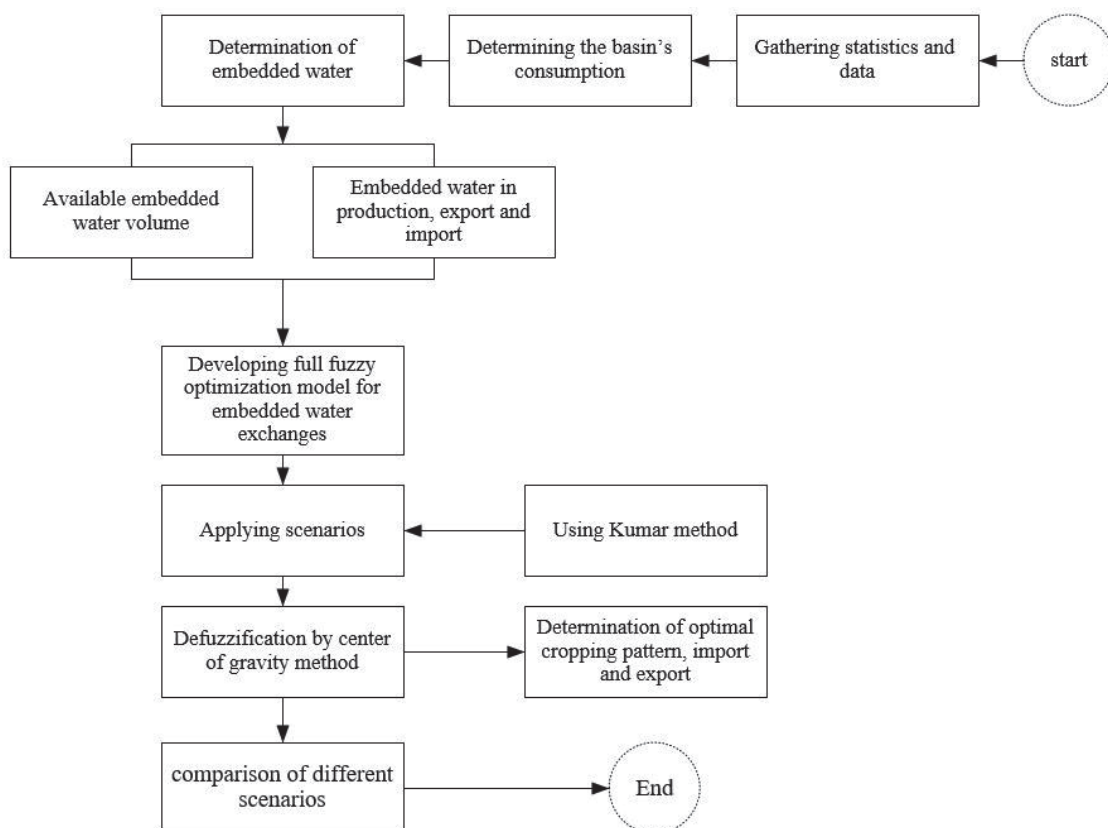 start
Gathering statistics and
data
Determining the basin's
consumption
Determination of
embedded water
Available embedded
water volume
Embedded water in
production, export and
import
Developing full fuzzy
optimization model for
embedded water
exchanges
Applying scenarios
Using Kumar method
Defuzzification by center
of gravity method
Determination of optimal
cropping pattern, import
and export
comparison of different
scenarios
End